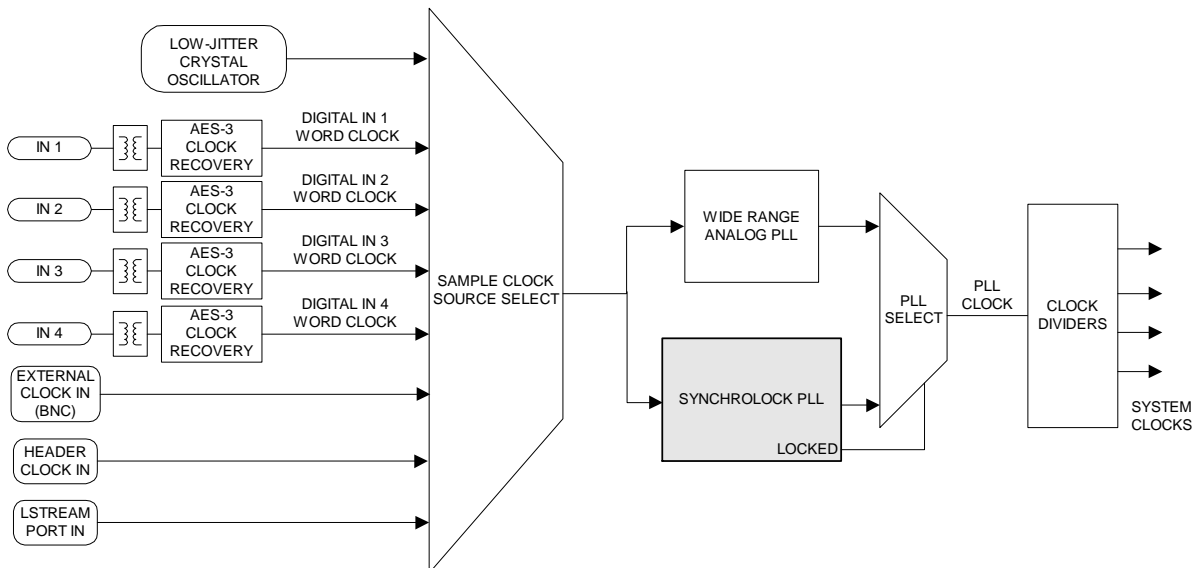 LOW-JITTER
CRYSTAL
OSCILLATOR
IN 1
AES-3
CLOCK
RECOVERY
DIGITAL IN 1
WORD CLOCK
IN 2
AES-3
CLOCK
RECOVERY
DIGITAL IN 2
WORD CLOCK
IN 3
AES-3
CLOCK
RECOVERY
DIGITAL IN 3
WORD CLOCK
IN 4
AES-3
CLOCK
RECOVERY
DIGITAL IN 4
WORD CLOCK
EXTERNAL
CLOCK IN
(BNC)
HEADER
CLOCK IN
LSTREAM
PORT IN
SAMPLE CLOCK
SOURCE SELECT
WIDE RANGE
ANALOG PLL
SYNCHROLOCK PLL
LOCKED
PLL
SELECT
PLL
CLOCK
CLOCK
DIVIDERS
SYSTEM
CLOCKS